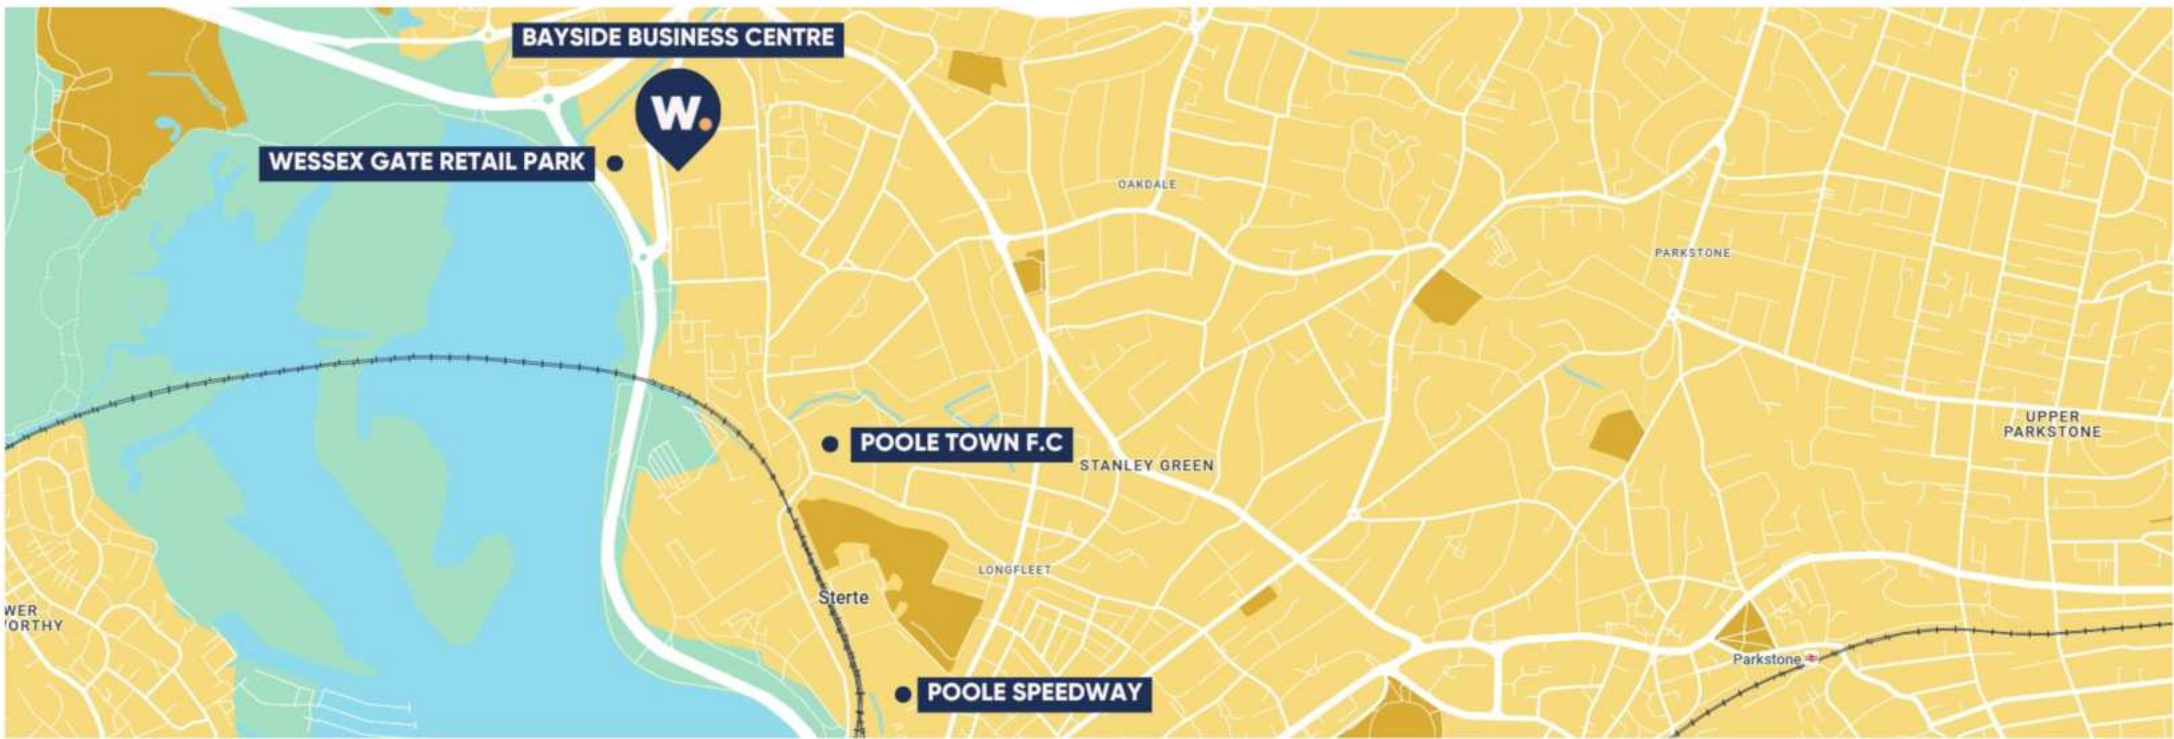 BAYSIDE BUSINESS CENTRE
W.
WESSEX GATE RETAIL PARK
OAKDALE
PARKSTONE
UPPER
PARKSTONE
POOLE TOWN F.C
STANLEY GREEN
LONGFLEET
Sterte
WER
ORTHY
Parkstone
POOLE SPEEDWAY